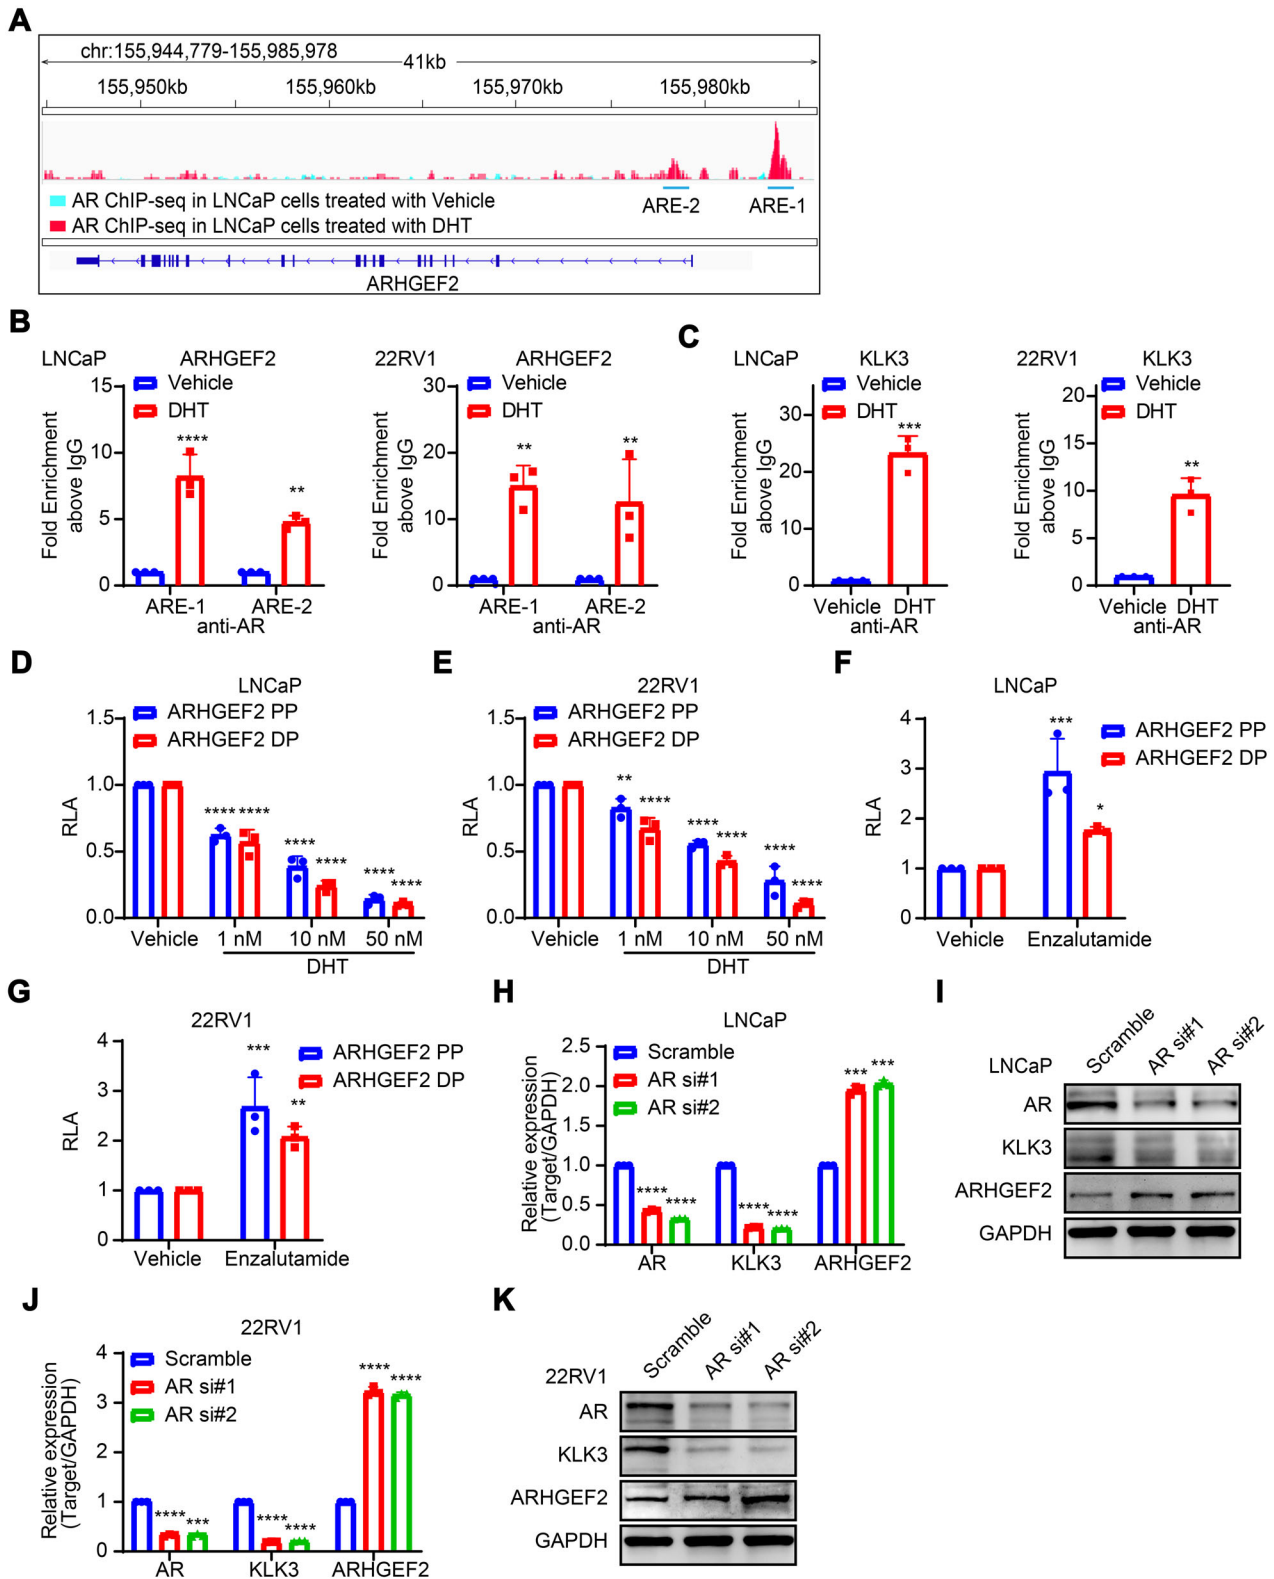 A
chr:155,944,779-155,985,978
41kb
155,950kb 155,960kb 155,970kb 155,980kb
AR ChIP-seq in LNCaP cells treated with Vehicle
AR ChIP-seq in LNCaP cells treated with DHT
ARE-2 ARE-1
ARHGEF2
B
LNCaP ARHGEF2
Vehicle
DHT
Fold Enrichment
above IgG
15
10
5
0
**** **
ARE-1 ARE-2
anti-AR
22RV1 ARHGEF2
Vehicle
DHT
Fold Enrichment
above IgG
30
20
10
0
** **
ARE-1 ARE-2
anti-AR
C
LNCaP KLK3
Vehicle
DHT
Fold Enrichment
above IgG
30
20
10
0
***
Vehicle DHT
anti-AR
22RV1 KLK3
Vehicle
DHT
Fold Enrichment
above IgG
20
15
10
5
0
**
Vehicle DHT
anti-AR
D
LNCaP
ARHGEF2 PP
ARHGEF2 DP
RLA
1.5
1.0
0.5
0.0
**** **** **** **** **** ****
Vehicle 1 nM 10 nM 50 nM
DHT
E
22RV1
ARHGEF2 PP
ARHGEF2 DP
RLA
1.5
1.0
0.5
0.0
** **** **** **** **** ****
Vehicle 1 nM 10 nM 50 nM
DHT
F
LNCaP
ARHGEF2 PP
ARHGEF2 DP
RLA
4
3
2
1
0
*** *
Vehicle Enzalutamide
G
22RV1
ARHGEF2 PP
ARHGEF2 DP
RLA
4
3
2
1
0
*** **
Vehicle Enzalutamide
H
LNCaP
Scramble
AR si#1
AR si#2
Relative expression
(Target/GAPDH)
2.5
2.0
1.5
1.0
0.5
0.0
**** **** **** **** *** ***
AR KLK3 ARHGEF2
I
LNCaP
Scramble AR si#1 AR si#2
AR
KLK3
ARHGEF2
GAPDH
J
22RV1
Scramble
AR si#1
AR si#2
Relative expression
(Target/GAPDH)
4
3
2
1
0
**** *** **** **** **** ****
AR KLK3 ARHGEF2
K
22RV1
Scramble AR si#1 AR si#2
AR
KLK3
ARHGEF2
GAPDH